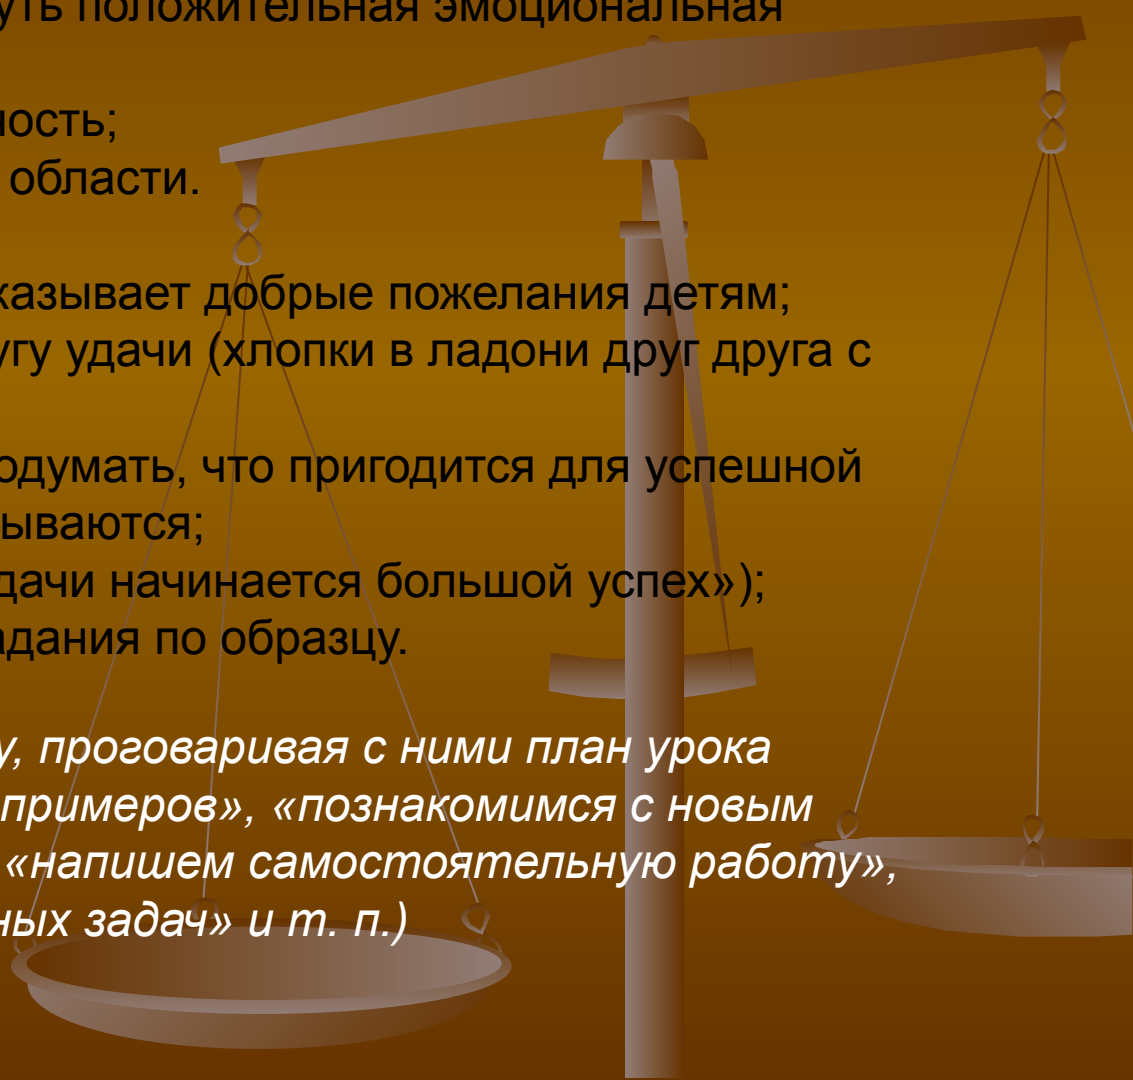 уть положительная эмоциональная
ность;
области.
казывает добрые пожелания детям;
угу удачи (хлопки в ладони друг друга с
одумать, что пригодится для успешной
ываются;
дачи начинается большой успех»);
адания по образцу.
у, проговаривая с ними план урока
примеров», «познакомимся с новым
«напишем самостоятельную работу»,
ных задач» и т. п.)